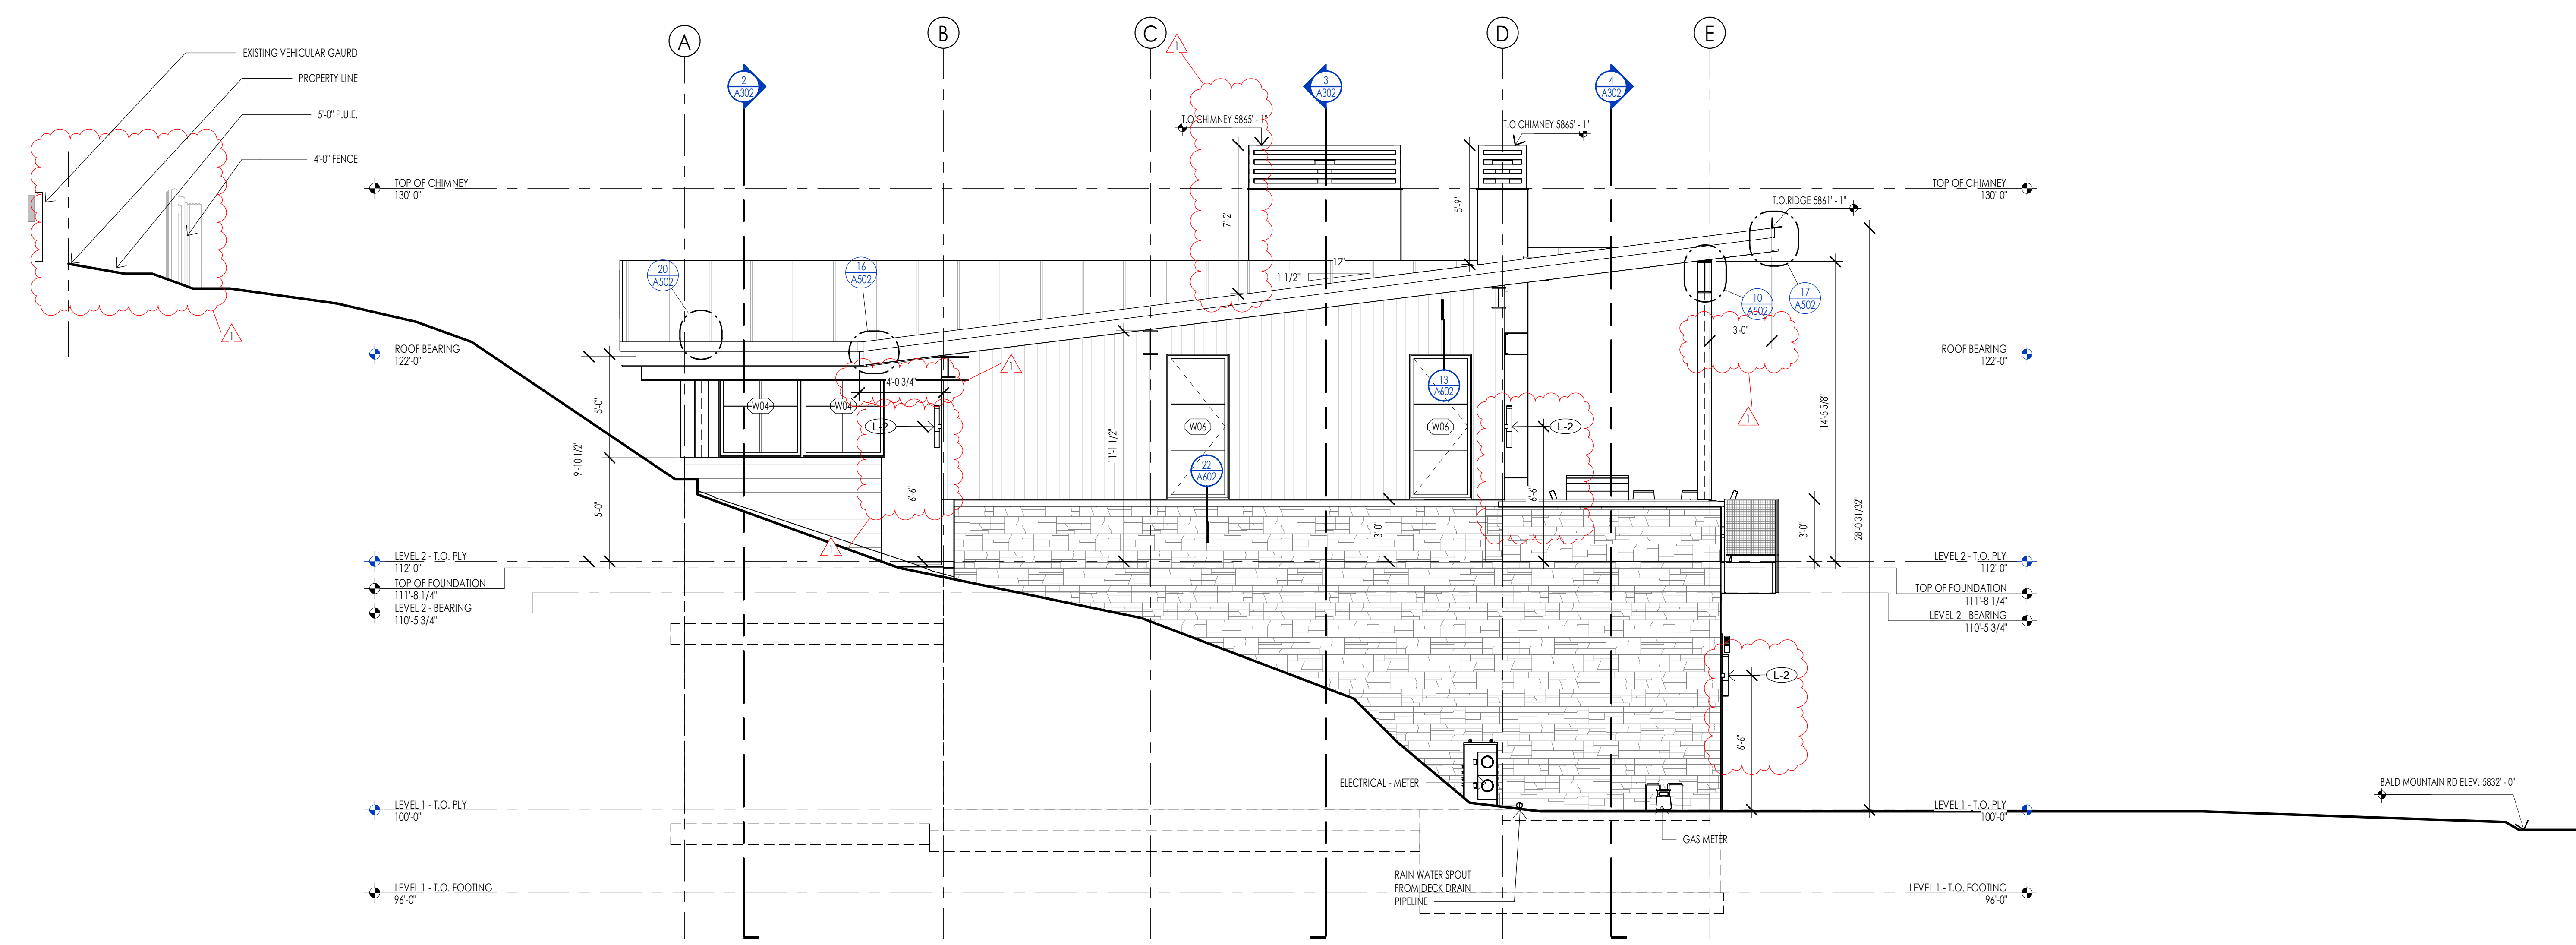 A
B
C
D
E
1
EXISTING VEHICULAR GAURD
PROPERTY LINE
5'-0" P.U.E.
4'-0" FENCE
1
2
A302
3
A302
4
A302
T.O CHIMNEY 5865' - 1"
T.O CHIMNEY 5865' - 1"
TOP OF CHIMNEY
130'-0"
TOP OF CHIMNEY
130'-0"
T.O.RIDGE 5861' - 1"
7'-2"
5'-9"
12"
1 1/2"
20
A502
16
A502
10
A502
17
A502
3'-0"
1
ROOF BEARING
122'-0"
ROOF BEARING
122'-0"
1
4'-0 3/4"
13
A602
W04
W04
W06
W06
L-2
L-2
22
A602
5'-0"
9'-10 1/2"
5'-0"
6'-6"
11'-1 1/2"
3'-0"
6'-6"
14'-5 5/8"
28'-0 31/32"
3'-0"
1
LEVEL 2 - T.O. PLY
112'-0"
TOP OF FOUNDATION
111'-8 1/4"
LEVEL 2 - BEARING
110'-5 3/4"
LEVEL 2 - T.O. PLY
112'-0"
TOP OF FOUNDATION
111'-8 1/4"
LEVEL 2 - BEARING
110'-5 3/4"
L-2
6'-6"
ELECTRICAL - METER
BALD MOUNTAIN RD ELEV. 5832' - 0"
LEVEL 1 - T.O. PLY
100'-0"
LEVEL 1 - T.O. PLY
100'-0"
GAS METER
RAIN WATER SPOUT
FROM DECK DRAIN
PIPELINE
LEVEL 1 - T.O. FOOTING
96'-0"
LEVEL 1 - T.O. FOOTING
96'-0"